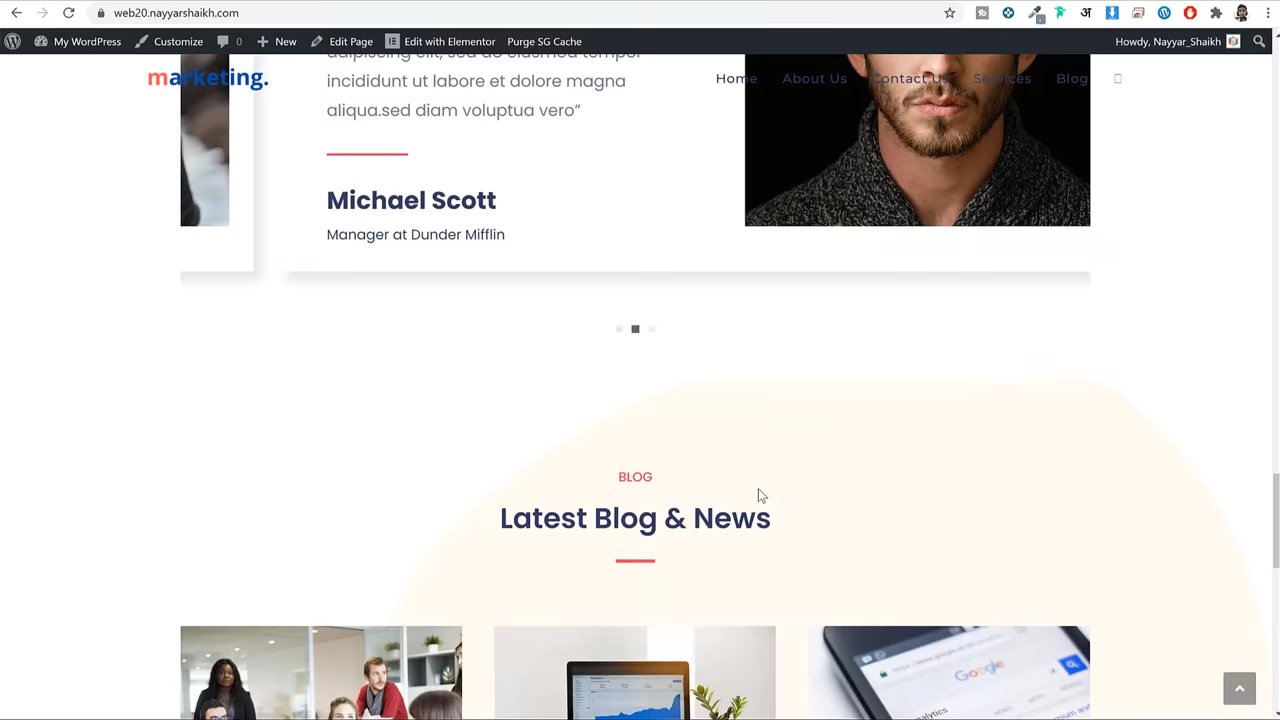 web20.nayyarshaikh.com
My WordPress Customize 0 New Edit Page Edit with Elementor Purge SG Cache Howdy, Nayyar_Shaikh
marketing. Home About Us Contact Us Services Blog
incididunt ut labore et dolore magna
aliqua.sed diam voluptua vero”
Michael Scott
Manager at Dunder Mifflin
BLOG
Latest Blog & News
Google